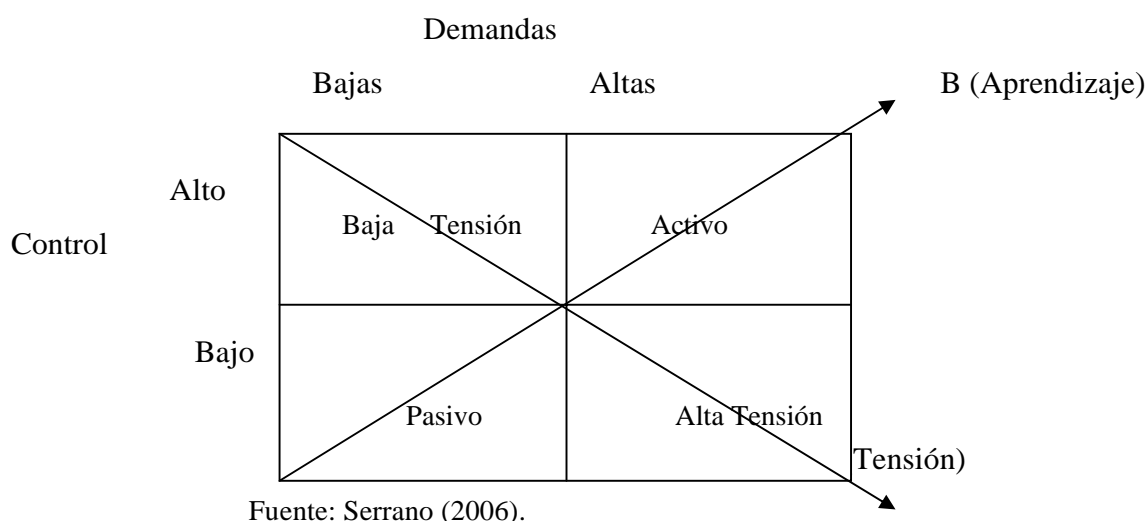 Demandas
Bajas Altas B (Aprendizaje)
Alto
Baja Tensión Activo
Control
Bajo
Pasivo Alta Tensión
Tensión)
Fuente: Serrano (2006).